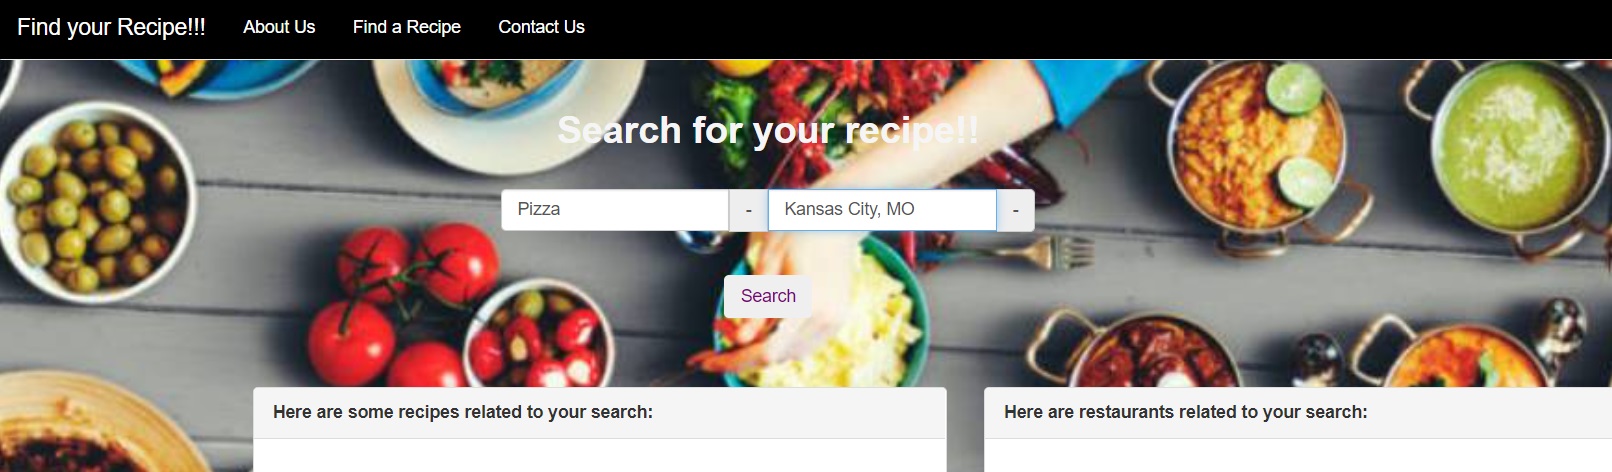 Find your Recipe!!! About Us Find a Recipe Contact Us
Search for your recipe!!
Pizza - Kansas City, MO -
Search
Here are some recipes related to your search:
Here are restaurants related to your search: